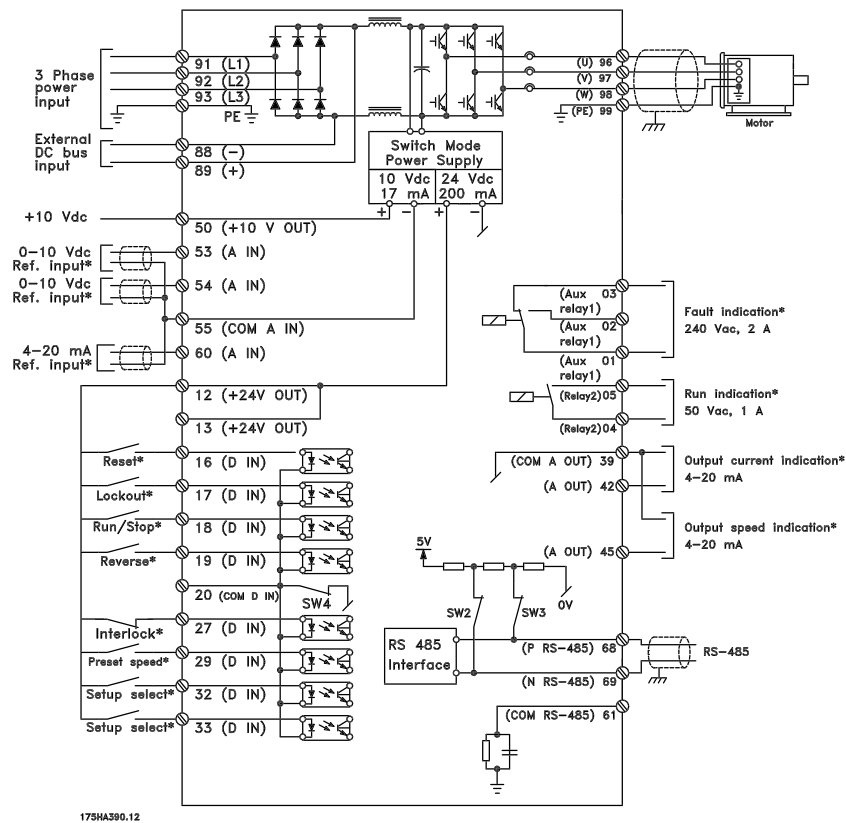 3 Phase
power
input
91 (L1)
92 (L2)
93 (L3)
PE
(U) 96
(V) 97
(W) 98
(PE) 99
Motor
External
DC bus
input
88 (-)
89 (+)
Switch Mode
Power Supply
10 Vdc
17 mA
24 Vdc
200 mA
+ - + -
+10 Vdc
50 (+10 V OUT)
0-10 Vdc
Ref. input*
53 (A IN)
0-10 Vdc
Ref. input*
54 (A IN)
55 (COM A IN)
4-20 mA
Ref. input*
60 (A IN)
12 (+24V OUT)
13 (+24V OUT)
(Aux 03
relay1)
(Aux 02
relay1)
(Aux 01
relay1)
Fault indication*
240 Vac, 2 A
(Relay2)05
(Relay2)04
Run indication*
50 Vac, 1 A
Reset*
16 (D IN)
Lockout*
17 (D IN)
Run/Stop*
18 (D IN)
Reverse*
19 (D IN)
20 (COM D IN)
SW4
Interlock*
27 (D IN)
Preset speed*
29 (D IN)
Setup select*
32 (D IN)
Setup select*
33 (D IN)
(COM A OUT) 39
(A OUT) 42
Output current indication*
4-20 mA
Output speed indication*
4-20 mA
(A OUT) 45
5V
0V
SW2
SW3
RS 485
Interface
(P RS-485) 68
RS-485
(N RS-485) 69
(COM RS-485) 61
175HA390.12